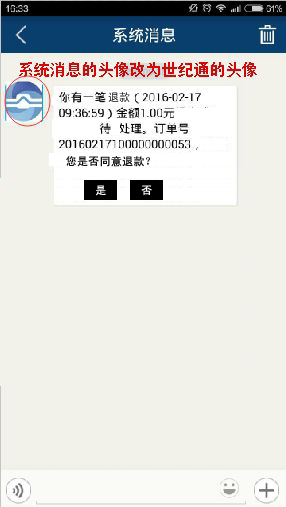 16:33
61%
系统消息
系统消息的头像改为世纪通的头像
你有一笔退款（2016-02-17
09:36:59）金额1.00元
待 处理。订单号
20160217100000000053，
您是否同意退款？
是 否